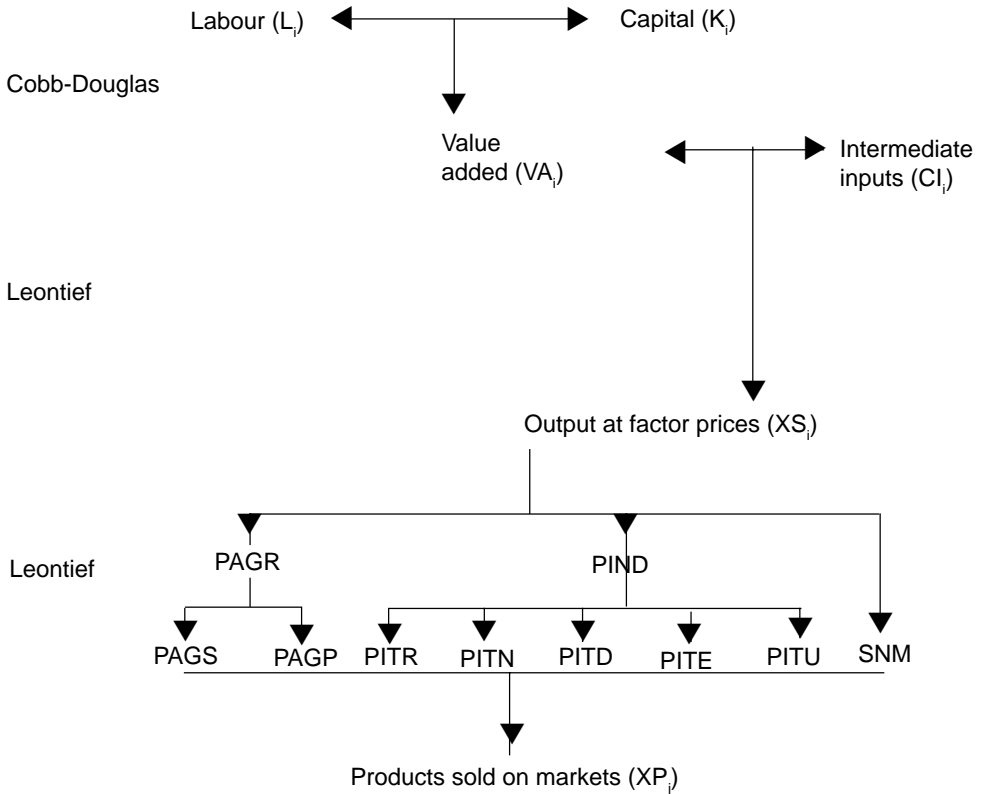 Labour (Li)
Capital (Ki)
Cobb-Douglas
Value
added (VAi)
Intermediate
inputs (CIi)
Leontief
Output at factor prices (XSi)
Leontief
PAGR
PIND
PAGS
PAGP
PITR
PITN
PITD
PITE
PITU
SNM
Products sold on markets (XPi)